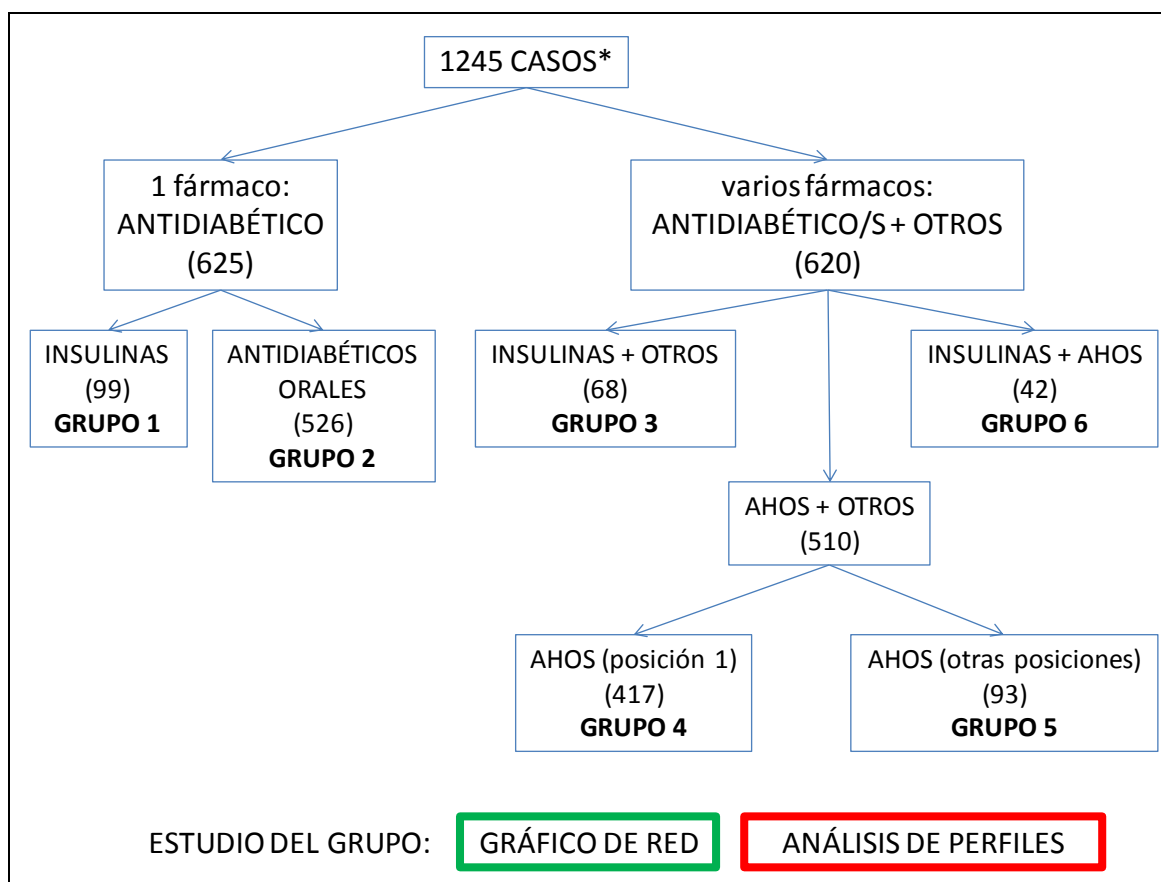 1245 CASOS*
1 fármaco:
ANTIDIABÉTICO
(625)
varios fármacos:
ANTIDIABÉTICO/S + OTROS
(620)
INSULINAS
(99)
GRUPO 1
ANTIDIABÉTICOS
ORALES
(526)
GRUPO 2
INSULINAS + OTROS
(68)
GRUPO 3
INSULINAS + AHOS
(42)
GRUPO 6
AHOS + OTROS
(510)
AHOS (posición 1)
(417)
GRUPO 4
AHOS (otras posiciones)
(93)
GRUPO 5
ESTUDIO DEL GRUPO: GRÁFICO DE RED ANÁLISIS DE PERFILES